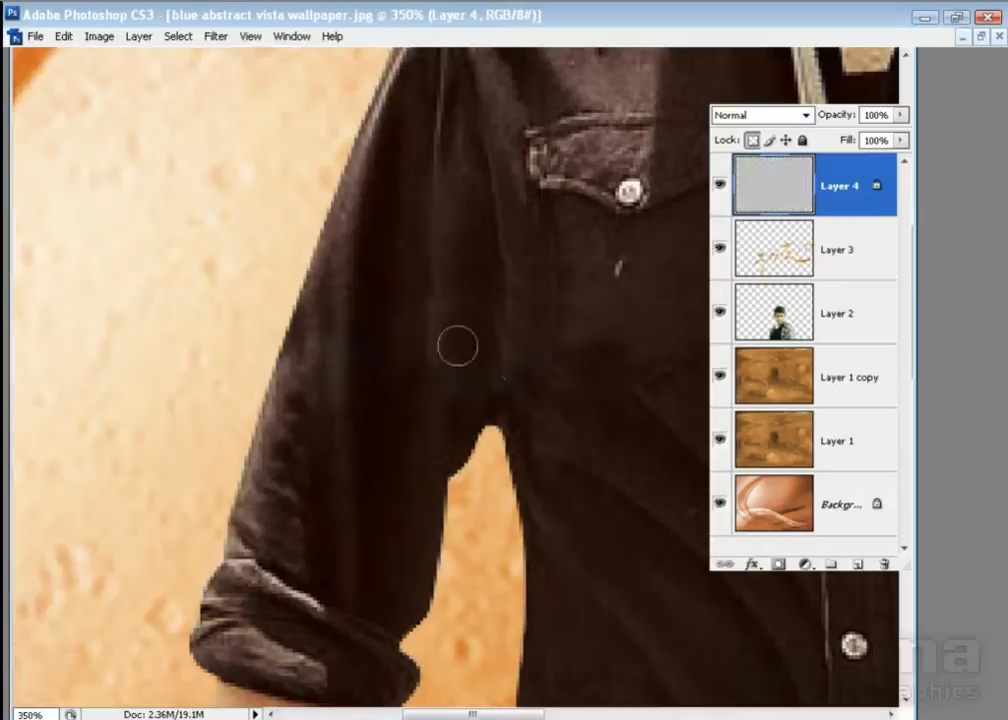 Adobe Photoshop CS3 - [blue abstract vista wallpaper.jpg @ 350% (Layer 4, RGB/8#)]
File Edit Image Layer Select Filter View Window Help
Normal Opacity: 100%
Lock: Fill: 100%
Layer 4
Layer 3
Layer 2
Layer 1 copy
Layer 1
Backgr...
ma
aphics
350% Doc: 2.36M/19.1M